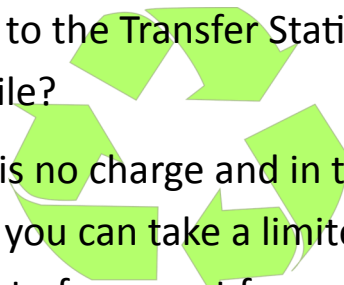 to the Transfer Stati
ile?
is no charge and in t
you can take a limite